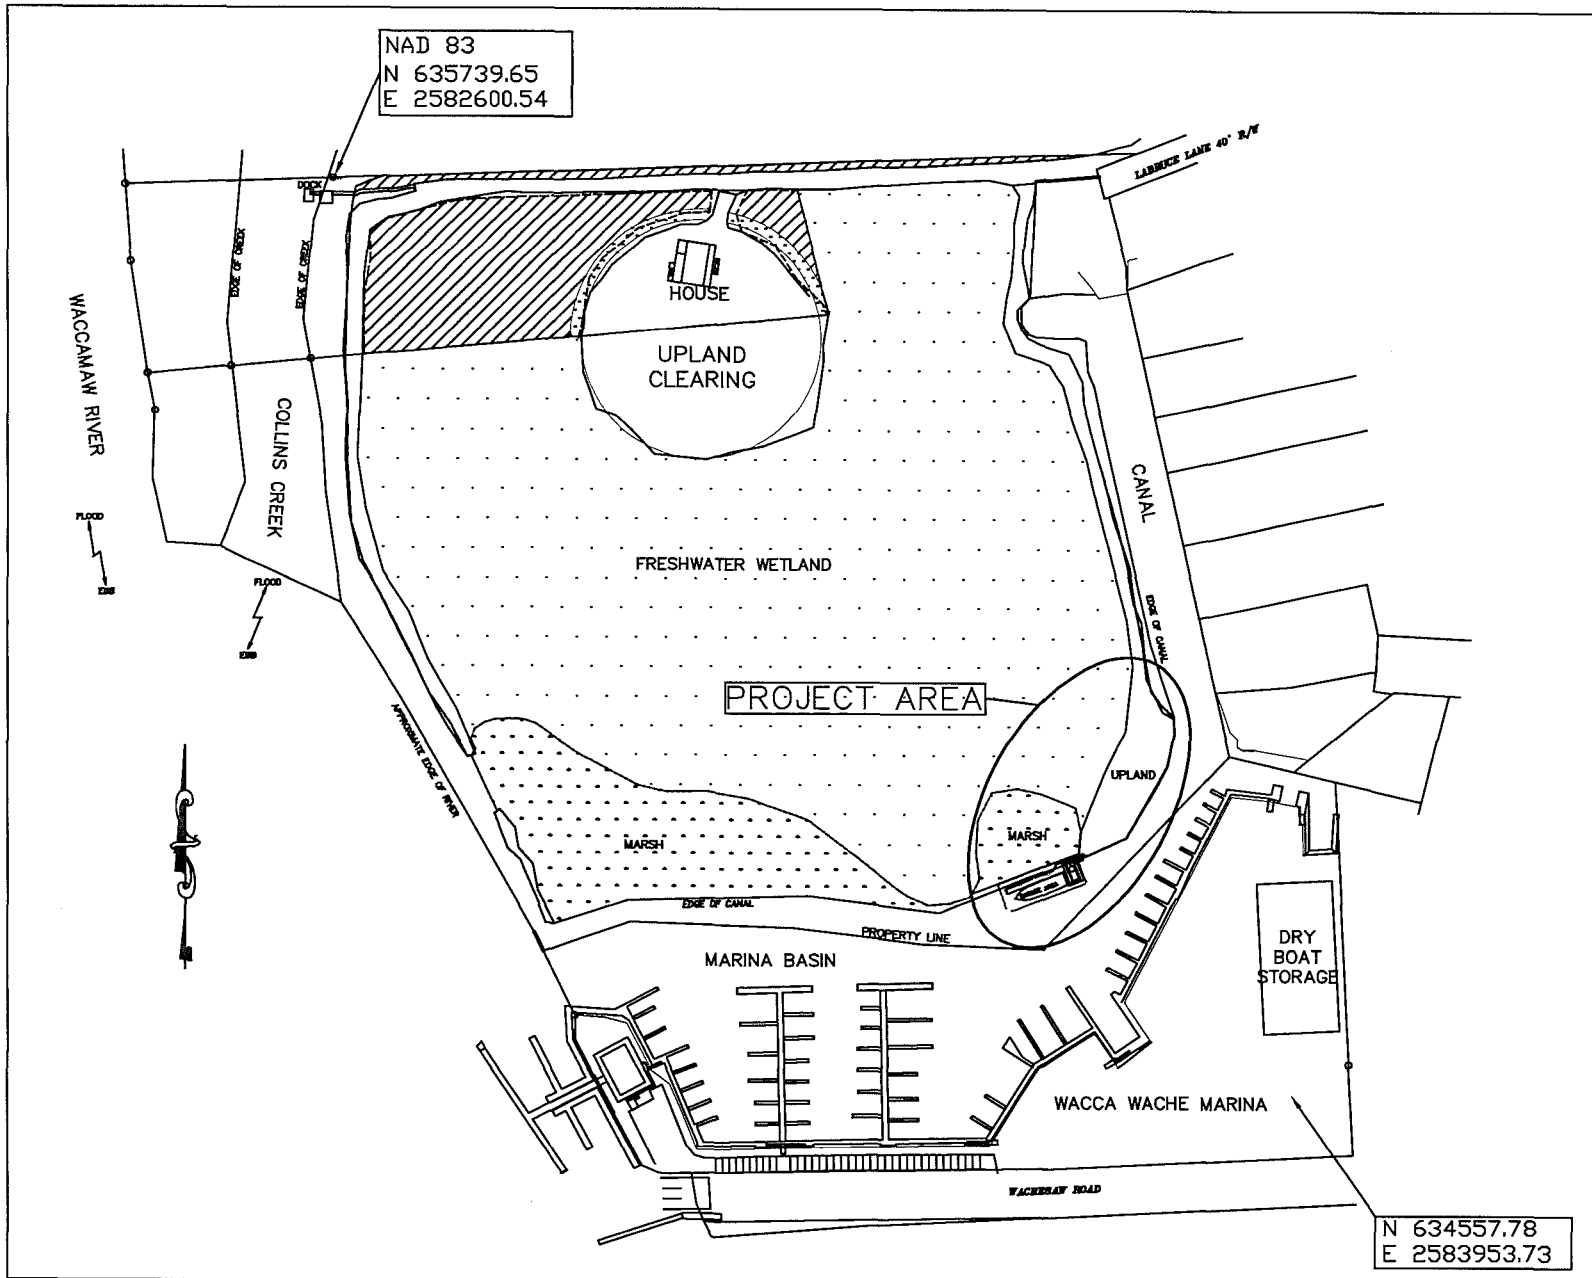 NAD 83
N 635739.65
E 2582600.54
LABRUCE LANE 40' R/W
DOCK
EDGE OF CREEK
EDGE OF CREEK
HOUSE
WACCAMAW RIVER
UPLAND
CLEARING
COLLINS CREEK
CANAL
FLOOD
EBB
FLOOD
EBB
FRESHWATER WETLAND
EDGE OF CANAL
PROJECT AREA
APPROXIMATE EDGE OF RIVER
UPLAND
MARSH
MARSH
EDGE OF CANAL
PROPERTY LINE
MARINA BASIN
DRY
BOAT
STORAGE
WACCA WACHE MARINA
WACHESAW ROAD
N 634557.78
E 2583953.73